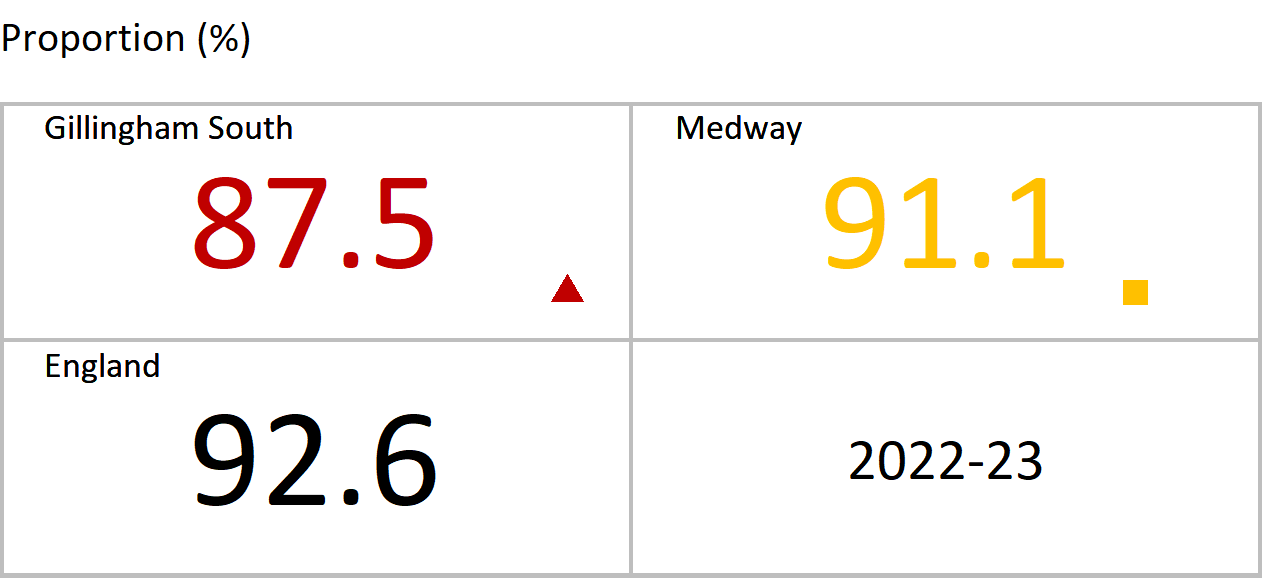 Proportion (%)
Gillingham South
87.5
Medway
91.1
England
92.6
2022-23